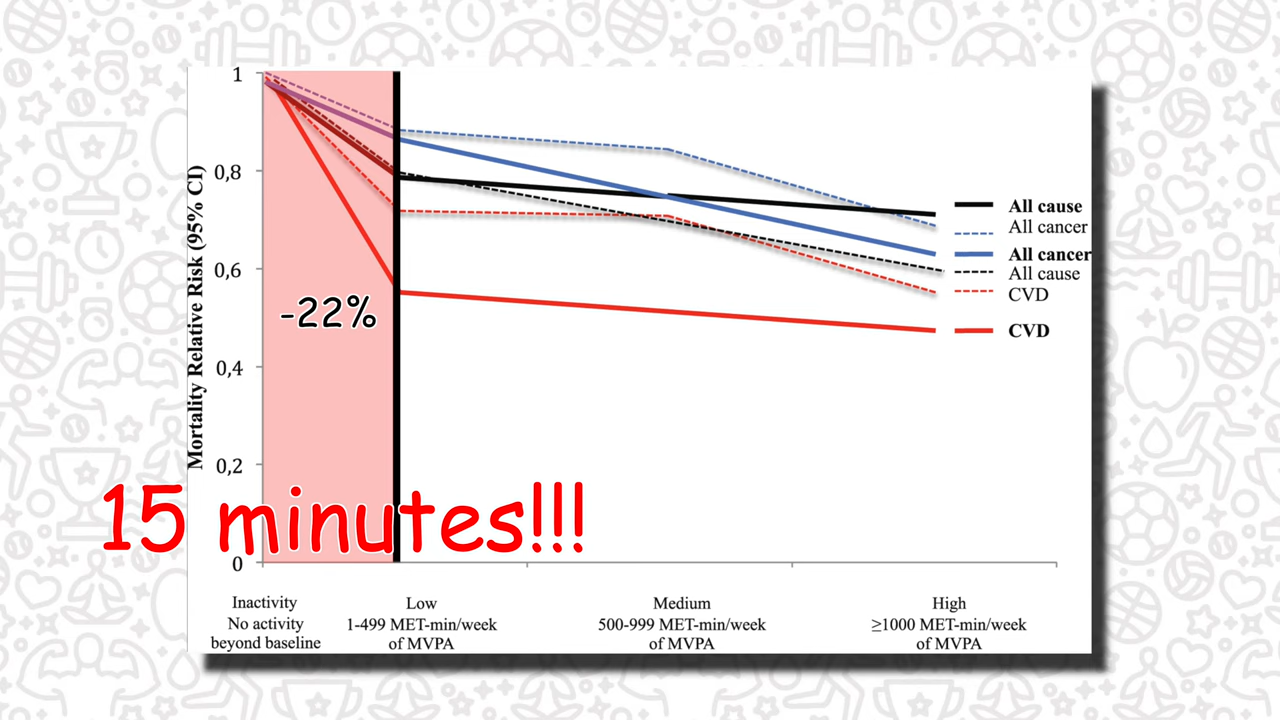 1
0,8
0,6
0,4
0,2
0
Mortality Relative Risk (95% CI)
-22%
15 minutes!!!
All cause
All cancer
All cancer
All cause
CVD
CVD
Inactivity
No activity
beyond baseline
Low
1-499 MET-min/week
of MVPA
Medium
500-999 MET-min/week
of MVPA
High
≥1000 MET-min/week
of MVPA